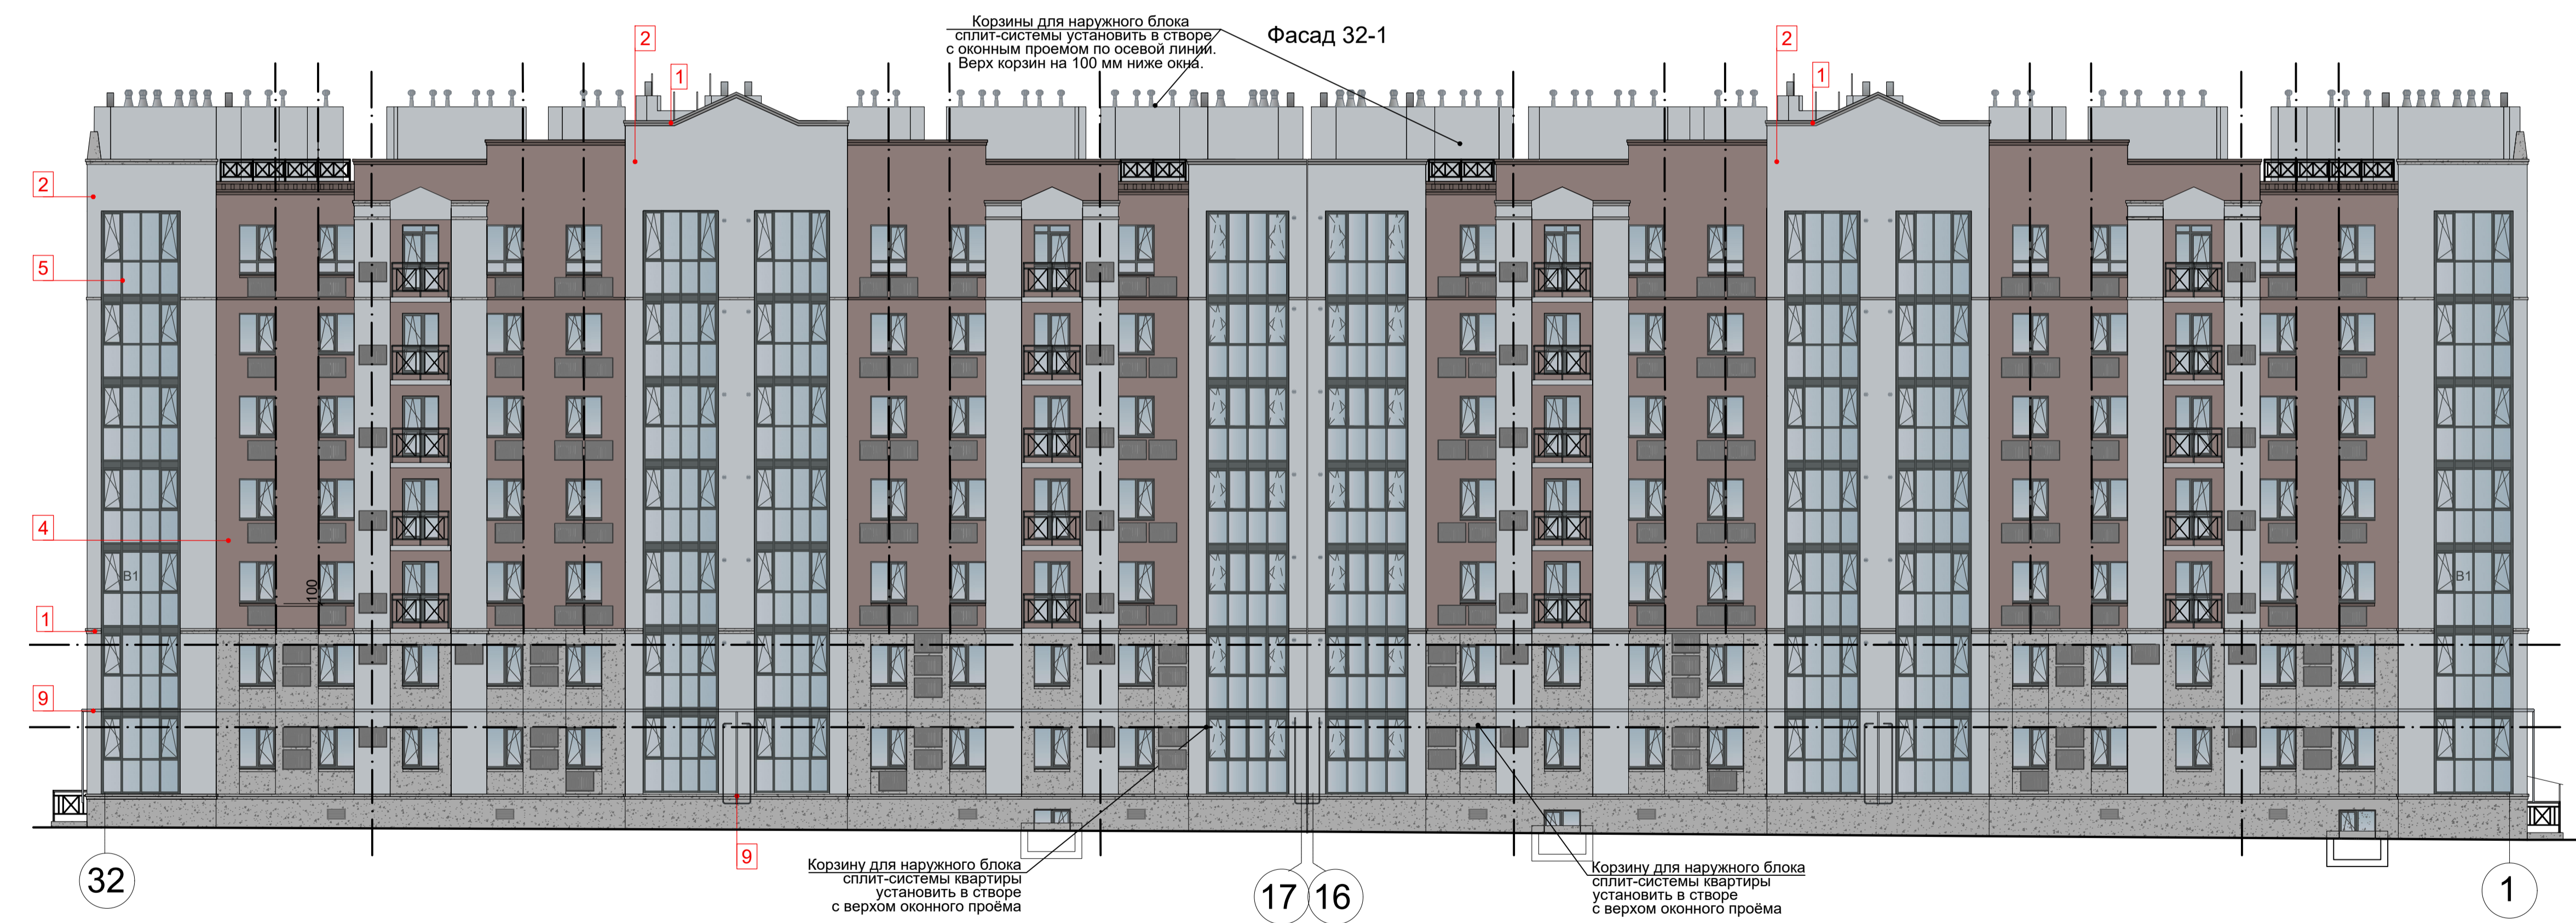 Корзины для наружного блока
сплит-системы установить в створе
с оконным проемом по осевой линии.
Верх корзин на 100 мм ниже окна.
Фасад 32-1
2
1
2
1
2
5
4
1
9
В1
100
В1
9
Корзину для наружного блока
сплит-системы квартиры
установить в створе
с верхом оконного проёма
Корзину для наружного блока
сплит-системы квартиры
установить в створе
с верхом оконного проёма
32
17
16
1